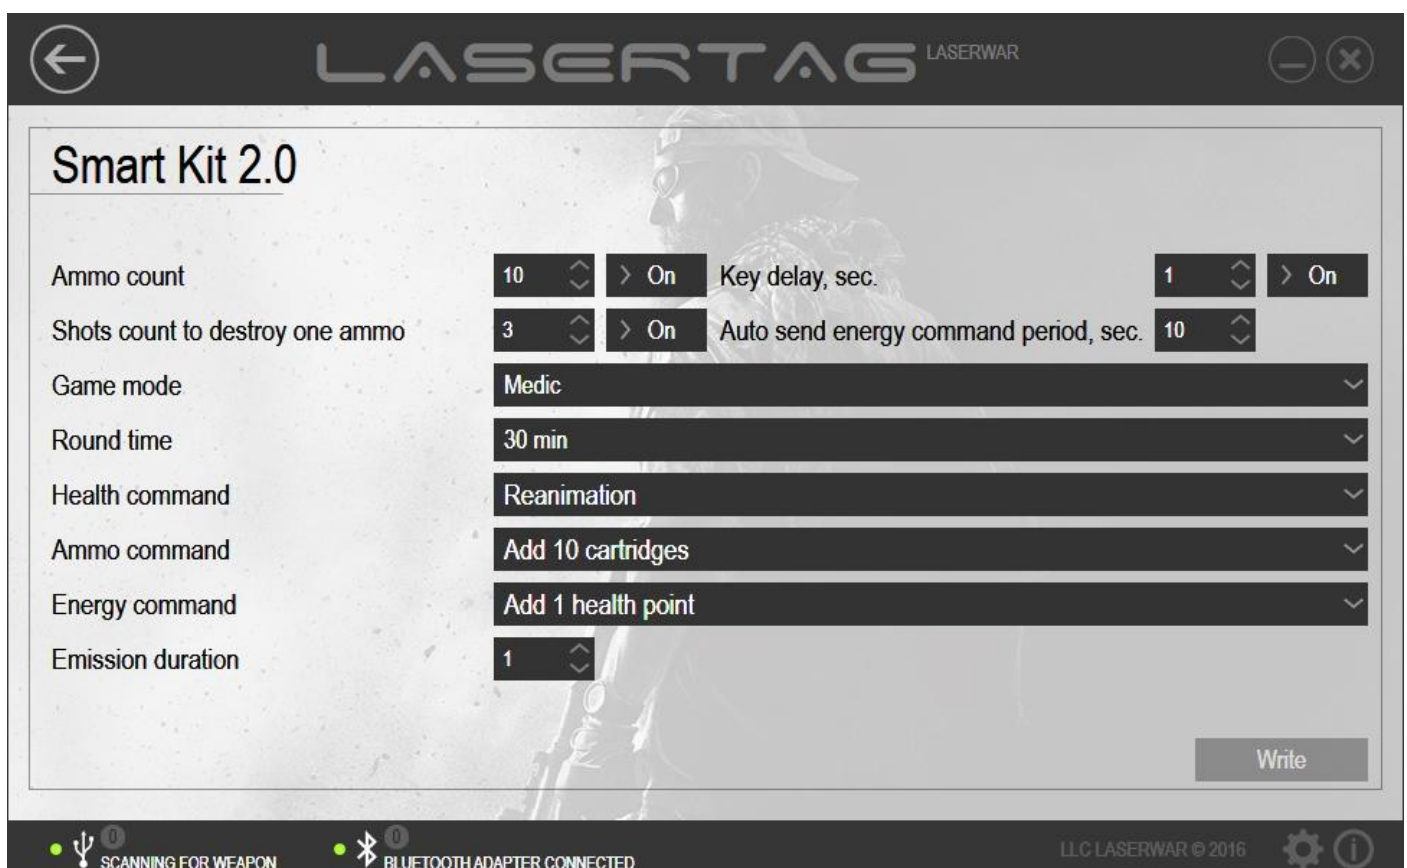 LASERTAG LASERWAR
Smart Kit 2.0
Ammo count 10 > On Key delay, sec. 1 > On
Shots count to destroy one ammo 3 > On Auto send energy command period, sec. 10
Game mode Medic
Round time 30 min
Health command Reanimation
Ammo command Add 10 cartridges
Energy command Add 1 health point
Emission duration 1
Write
0 SCANNING FOR WEAPON 0 BLUETOOTH ADAPTER CONNECTED LLC LASERWAR © 2016